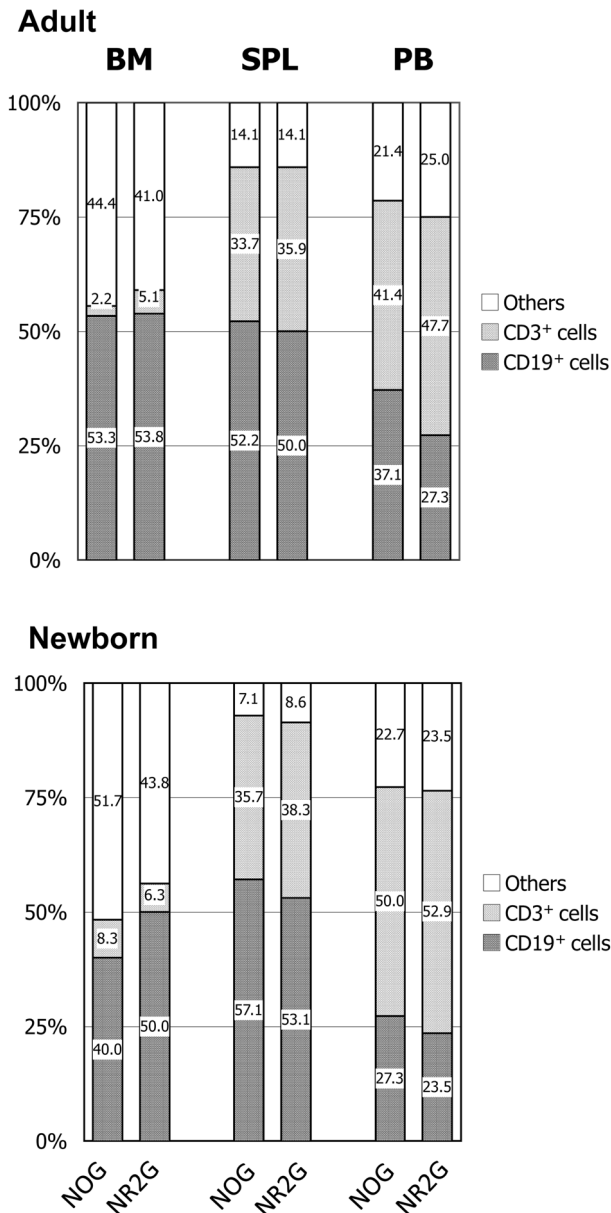 Adult
BM SPL PB
100%
75%
50%
25%
0%
44.4 41.0 14.1 14.1 21.4 25.0
2.2 5.1 33.7 35.9 41.4 47.7
53.3 53.8 52.2 50.0 37.1 27.3
Others
CD3⁺ cells
CD19⁺ cells
Newborn
100%
75%
50%
25%
0%
51.7 43.8 7.1 8.6 22.7 23.5
8.3 6.3 35.7 38.3 50.0 52.9
40.0 50.0 57.1 53.1 27.3 23.5
Others
CD3⁺ cells
CD19⁺ cells
NOG NR2G NOG NR2G NOG NR2G